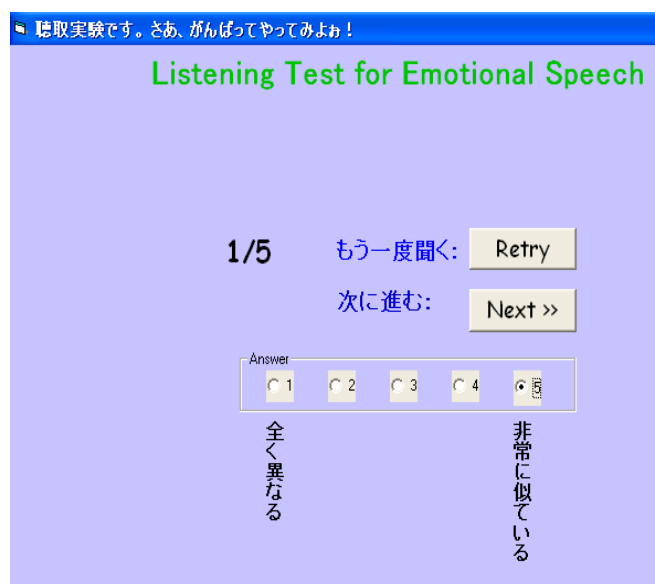 聴取実験です。さあ、がんばってやってみよぉ！
Listening Test for Emotional Speech
1/5 もう一度聞く: Retry
次に進む: Next >>
Answer
1 2 3 4 5
全く異なる
非常に似ている